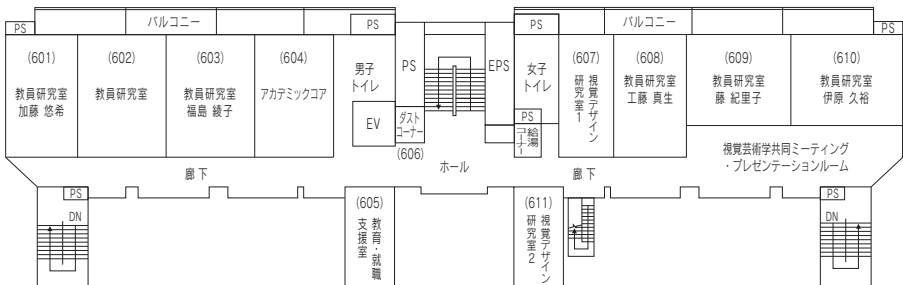 PS
バルコニー
PS
PS
バルコニー
PS
(601)
教員研究室
加藤 悠希
(602)
教員研究室
(603)
教員研究室
福島 綾子
(604)
アカデミックコア
男子
トイレ
EV
PS
ダスト
コーナー
(606)
EPS
女子
トイレ
PS
給湯
コーナー
(607)
視覚デザイン
研究室1
(608)
教員研究室
工藤 真生
(609)
教員研究室
藤 紀里子
(610)
教員研究室
伊原 久裕
視覚芸術学共同ミーティング
・プレゼンテーションルーム
廊 下
ホール
廊 下
PS
DN
(605)
教育・就職
支援室
(611)
視覚デザイン
研究室2
PS
DN